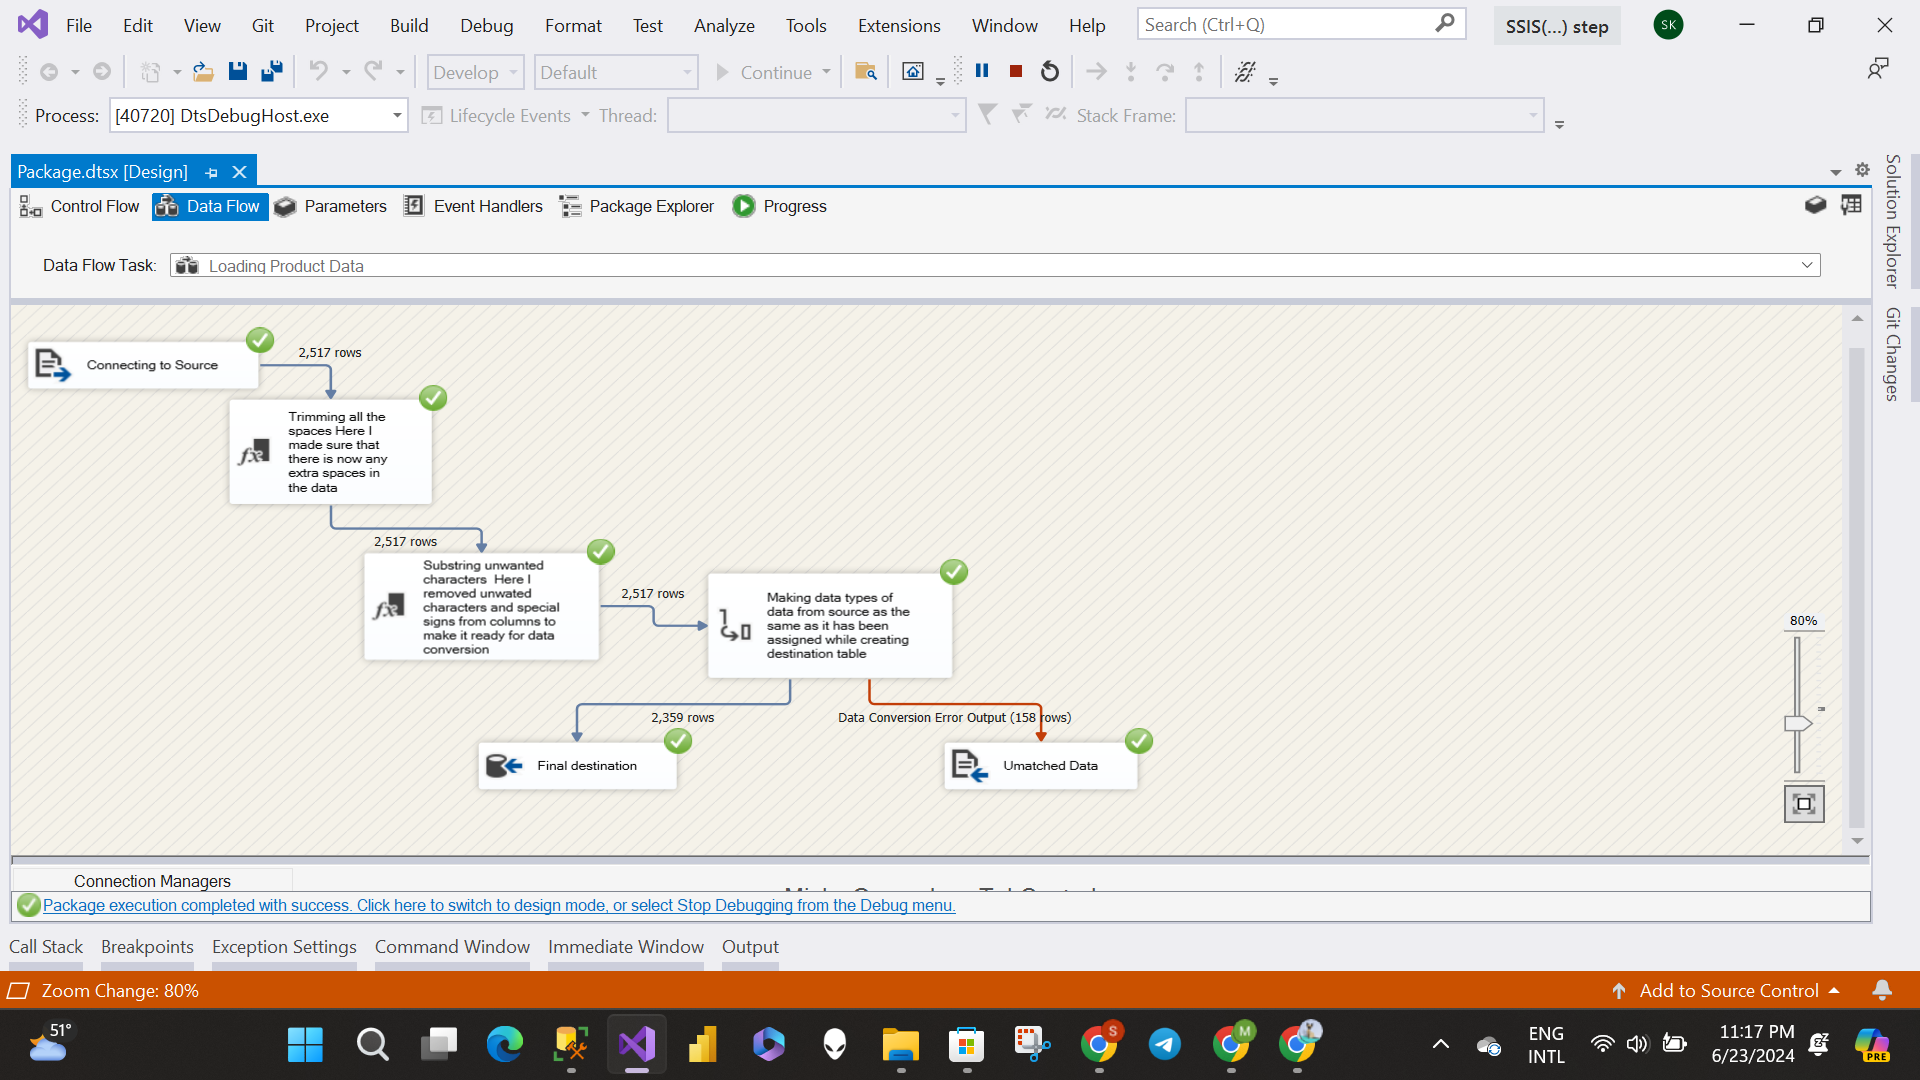 File Edit View Git Project Build Debug Format Test Analyze Tools Extensions Window Help Search (Ctrl+Q) SSIS(...) step SK
Develop Default Continue
Process: [40720] DtsDebugHost.exe Lifecycle Events Thread: Stack Frame:
Package.dtsx [Design]
Control Flow Data Flow Parameters Event Handlers Package Explorer Progress
Data Flow Task: Loading Product Data
Solution Explorer
Git Changes
Connecting to Source
2,517 rows
Trimming all the
spaces Here I
made sure that
there is now any
extra spaces in
the data
2,517 rows
Substring unwanted
characters Here I
removed unwated
characters and special
signs from columns to
make it ready for data
conversion
2,517 rows
Making data types of
data from source as the
same as it has been
assigned while creating
destination table
2,359 rows
Data Conversion Error Output (158 rows)
Final destination
Umatched Data
80%
Connection Managers
Package execution completed with success. Click here to switch to design mode, or select Stop Debugging from the Debug menu.
Call Stack Breakpoints Exception Settings Command Window Immediate Window Output
Zoom Change: 80% Add to Source Control
51°
S
M
ENG
INTL
11:17 PM
6/23/2024
PRE